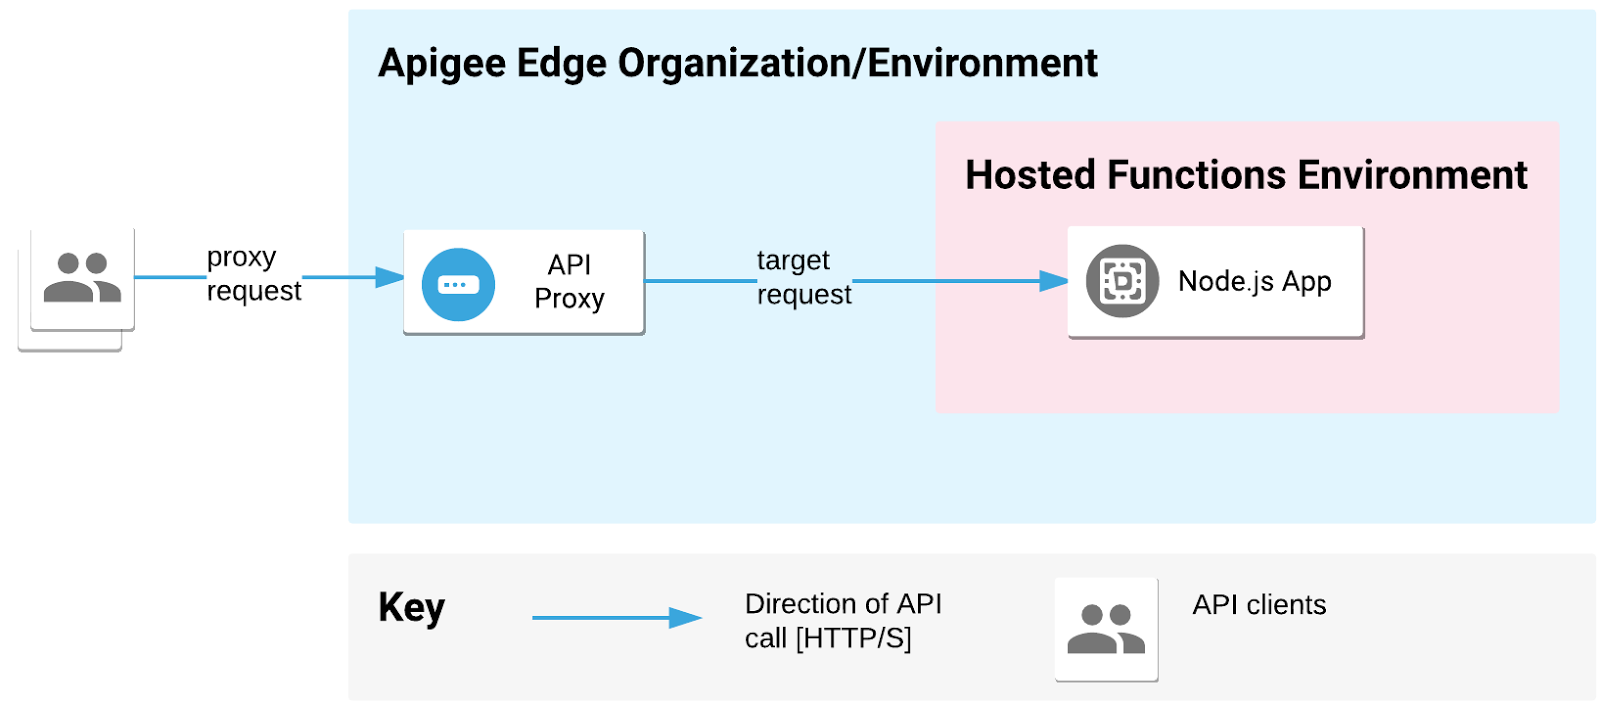 Apigee Edge Organization/Environment
Hosted Functions Environment
proxy
request
API
Proxy
target
request
Node.js App
Key
Direction of API
call [HTTP/S]
API clients